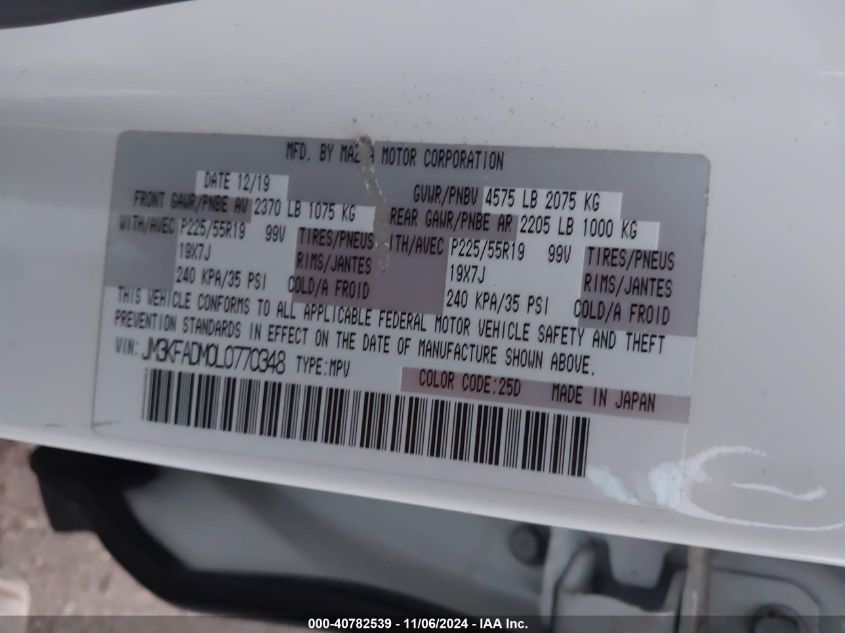 MFD. BY MAZDA MOTOR CORPORATION
DATE 12/19 GVWR/PNBV 4575 LB 2075 KG
FRONT GAWR/PNBE AV 2370 LB 1075 KG REAR GAWR/PNBE AR 2205 LB 1000 KG
WITH/AVEC P225/55R19 99V TIRES/PNEUS WITH/AVEC P225/55R19 99V TIRES/PNEUS
19X7J RIMS/JANTES 19X7J RIMS/JANTES
240 KPA/35 PSI COLD/A FROID 240 KPA/35 PSI COLD/A FROID
THIS VEHICLE CONFORMS TO ALL APPLICABLE FEDERAL MOTOR VEHICLE SAFETY AND THEFT
PREVENTION STANDARDS IN EFFECT ON THE DATE OF MANUFACTURE SHOWN ABOVE.
VIN: JM3KFADM0L0770348 TYPE:MPV
COLOR CODE:25D MADE IN JAPAN
000-40782539 - 11/06/2024 - IAA Inc.